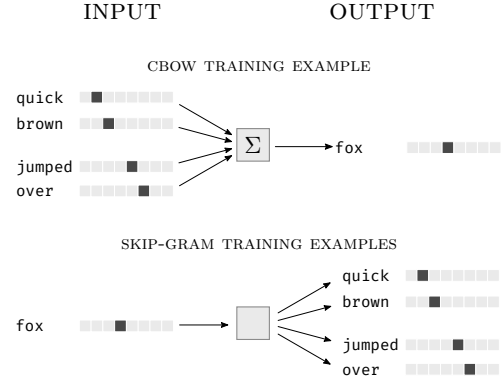 INPUT OUTPUT
CBOW TRAINING EXAMPLE
quick
brown
jumped
over
Σ
fox
SKIP-GRAM TRAINING EXAMPLES
fox
quick
brown
jumped
over